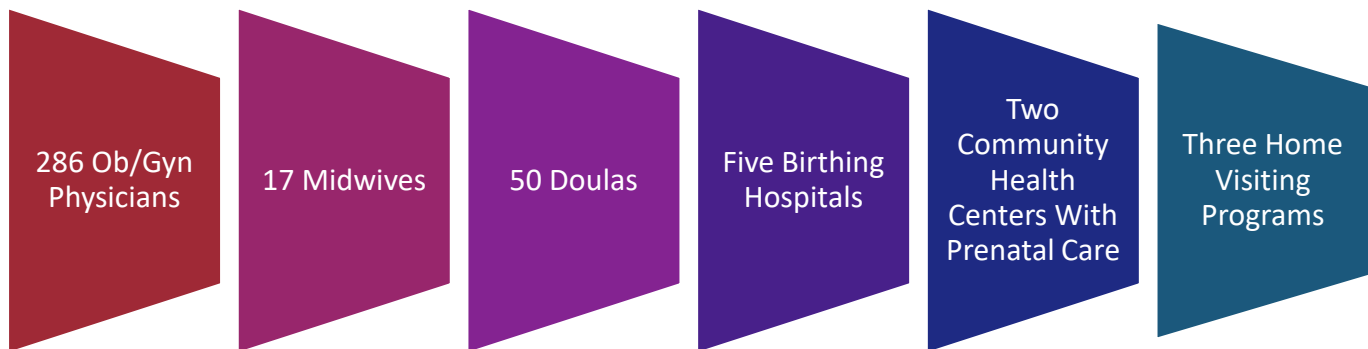 286 Ob/Gyn
Physicians
17 Midwives
50 Doulas
Five Birthing
Hospitals
Two
Community
Health
Centers With
Prenatal Care
Three Home
Visiting
Programs